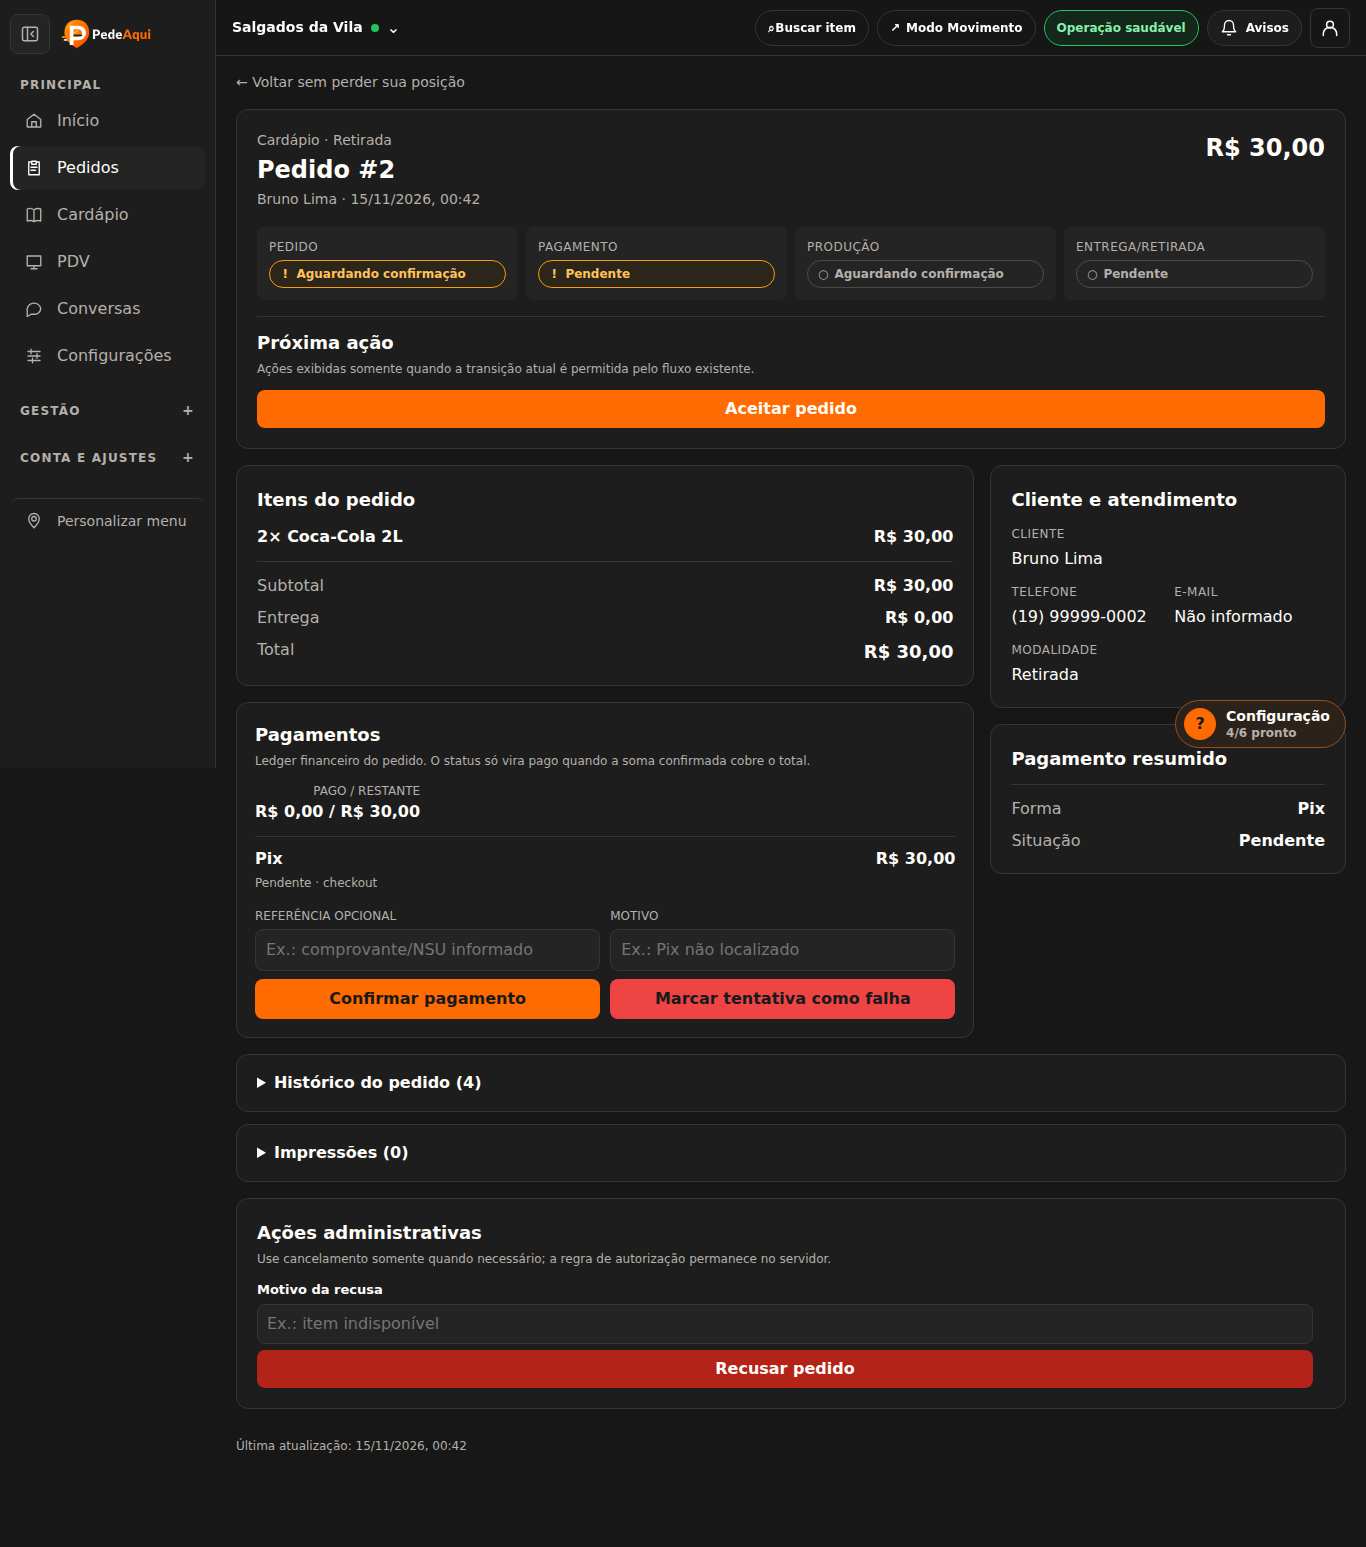 PedeAqui
Salgados da Vila
Buscar item
↗ Modo Movimento
Operação saudável
Avisos
PRINCIPAL
Início
Pedidos
Cardápio
PDV
Conversas
Configurações
GESTÃO +
CONTA E AJUSTES +
Personalizar menu
← Voltar sem perder sua posição
Cardápio · Retirada
Pedido #2
Bruno Lima · 15/11/2026, 00:42
R$ 30,00
PEDIDO
! Aguardando confirmação
PAGAMENTO
! Pendente
PRODUÇÃO
○ Aguardando confirmação
ENTREGA/RETIRADA
○ Pendente
Próxima ação
Ações exibidas somente quando a transição atual é permitida pelo fluxo existente.
Aceitar pedido
Itens do pedido
2× Coca-Cola 2L R$ 30,00
Subtotal R$ 30,00
Entrega R$ 0,00
Total R$ 30,00
Cliente e atendimento
CLIENTE
Bruno Lima
TELEFONE
(19) 99999-0002
E-MAIL
Não informado
MODALIDADE
Retirada
? Configuração
4/6 pronto
Pagamentos
Ledger financeiro do pedido. O status só vira pago quando a soma confirmada cobre o total.
PAGO / RESTANTE
R$ 0,00 / R$ 30,00
Pix R$ 30,00
Pendente · checkout
REFERÊNCIA OPCIONAL
Ex.: comprovante/NSU informado
MOTIVO
Ex.: Pix não localizado
Confirmar pagamento
Marcar tentativa como falha
Pagamento resumido
Forma Pix
Situação Pendente
▶ Histórico do pedido (4)
▶ Impressões (0)
Ações administrativas
Use cancelamento somente quando necessário; a regra de autorização permanece no servidor.
Motivo da recusa
Ex.: item indisponível
Recusar pedido
Última atualização: 15/11/2026, 00:42